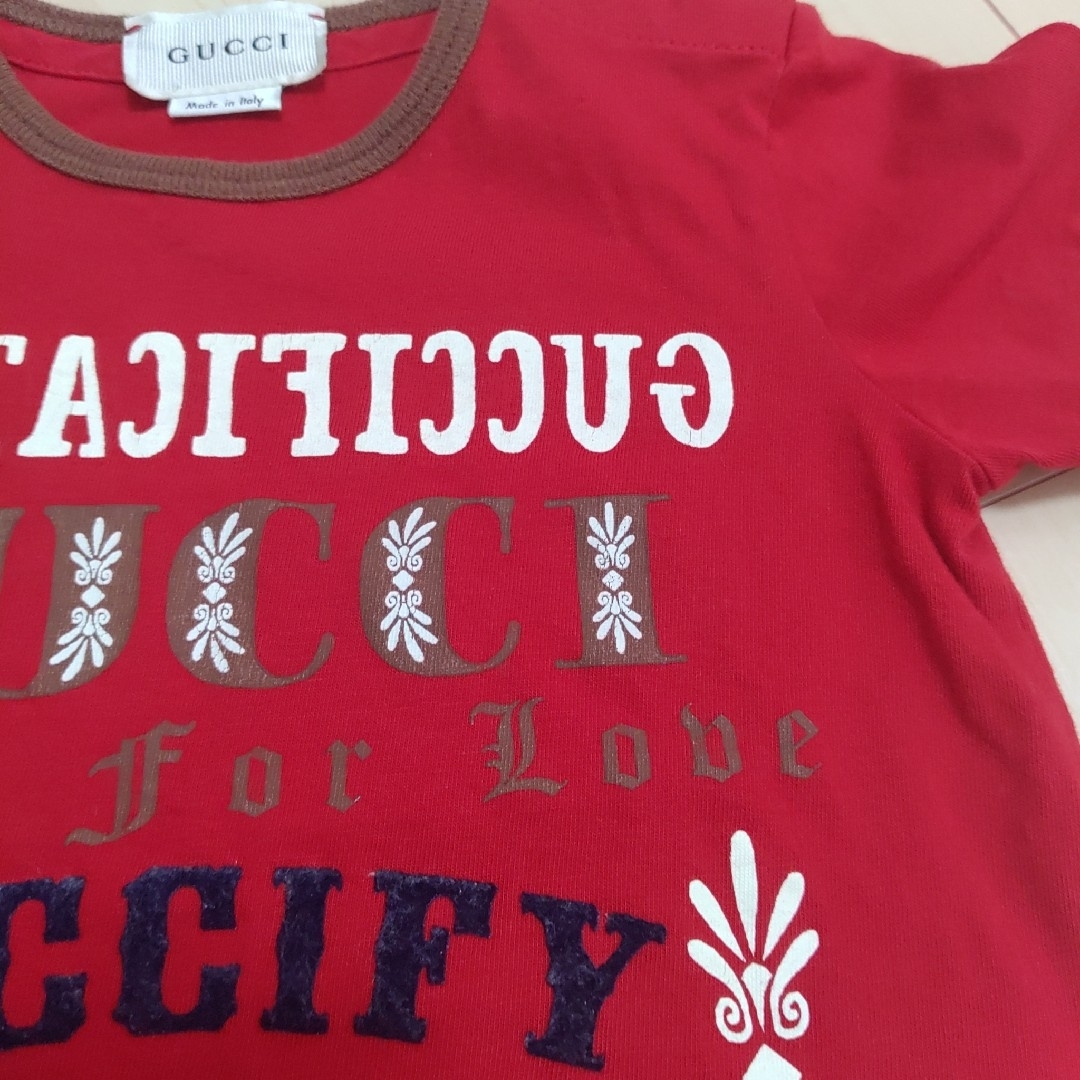 GUCCI
Made in Italy
GUCCIFICAT
UCCI
For Love
CCIFY